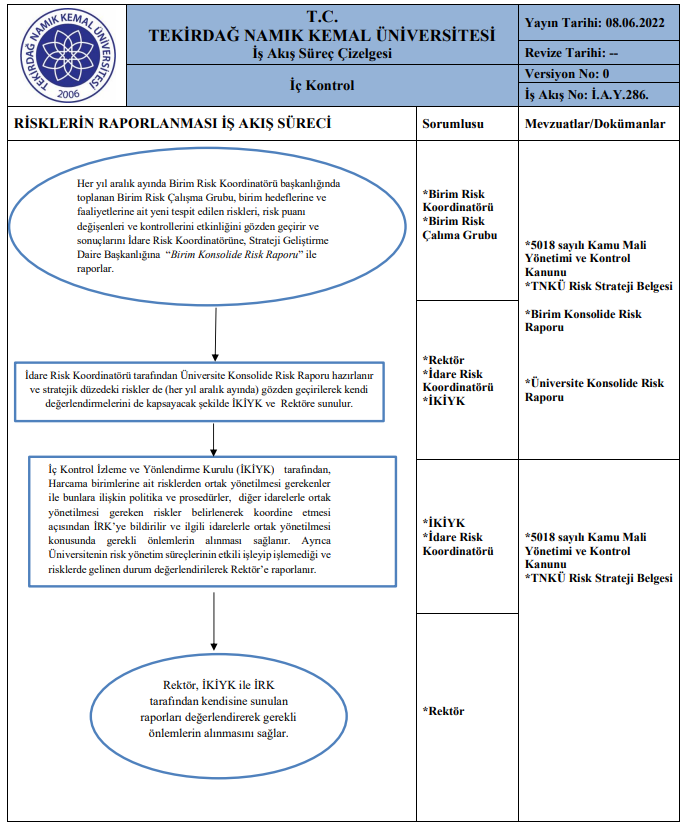 TEKİRDAĞ NAMIK KEMAL ÜNİVERSİTESİ
2006
T.C.
TEKİRDAĞ NAMIK KEMAL ÜNİVERSİTESİ
İş Akış Süreç Çizelgesi
İç Kontrol
Yayın Tarihi: 08.06.2022
Revize Tarihi: --
Versiyon No: 0
İş Akış No: İ.A.Y.286.
RİSKLERİN RAPORLANMASI İŞ AKIŞ SÜRECİ
Sorumlusu
Mevzuatlar/Dokümanlar
Her yıl aralık ayında Birim Risk Koordinatörü başkanlığında
toplanan Birim Risk Çalışma Grubu, birim hedeflerine ve
faaliyetlerine ait yeni tespit edilen riskleri, risk puanı
değişenleri ve kontrollerini etkinliğini gözden geçirir ve
sonuçlarını İdare Risk Koordinatörüne, Strateji Geliştirme
Daire Başkanlığına “Birim Konsolide Risk Raporu” ile
raporlar.
*Birim Risk
Koordinatörü
*Birim Risk
Çalıma Grubu
*5018 sayılı Kamu Mali
Yönetimi ve Kontrol
Kanunu
*TNKÜ Risk Strateji Belgesi
*Birim Konsolide Risk
Raporu
*Üniversite Konsolide Risk
Raporu
İdare Risk Koordinatörü tarafından Üniversite Konsolide Risk Raporu hazırlanır
ve stratejik düzedeki riskler de (her yıl aralık ayında) gözden geçirilerek kendi
değerlendirmelerini de kapsayacak şekilde İKİYK ve Rektöre sunulur.
*Rektör
*İdare Risk
Koordinatörü
*İKİYK
İç Kontrol İzleme ve Yönlendirme Kurulu (İKİYK) tarafından,
Harcama birimlerine ait risklerden ortak yönetilmesi gerekenler
ile bunlara ilişkin politika ve prosedürler, diğer idarelerle ortak
yönetilmesi gereken riskler belirlenerek koordine etmesi
açısından İRK’ye bildirilir ve ilgili idarelerle ortak yönetilmesi
konusunda gerekli önlemlerin alınması sağlanır. Ayrıca
Üniversitenin risk yönetim süreçlerinin etkili işleyip işlemediği ve
risklerde gelinen durum değerlendirilerek Rektör’e raporlanır.
*İKİYK
*İdare Risk
Koordinatörü
*5018 sayılı Kamu Mali
Yönetimi ve Kontrol
Kanunu
*TNKÜ Risk Strateji Belgesi
Rektör, İKİYK ile İRK
tarafından kendisine sunulan
raporları değerlendirerek gerekli
önlemlerin alınmasını sağlar.
*Rektör